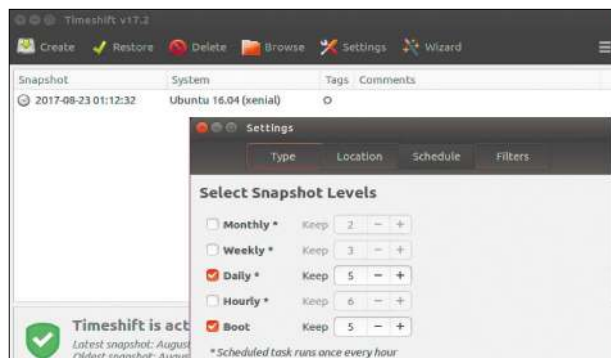 Timeshift v17.2
Create Restore Delete Browse Settings Wizard
Snapshot System Tags Comments
2017-08-23 01:12:32 Ubuntu 16.04 (xenial) O
Settings
Type Location Schedule Filters
Select Snapshot Levels
Monthly * Keep 2 - +
Weekly * Keep 3 - +
Daily * Keep 5 - +
Hourly * Keep 6 - +
Boot Keep 5 - +
* Scheduled task runs once every hour
Timeshift is act
Latest snapshot: August
Oldest snapshot: August